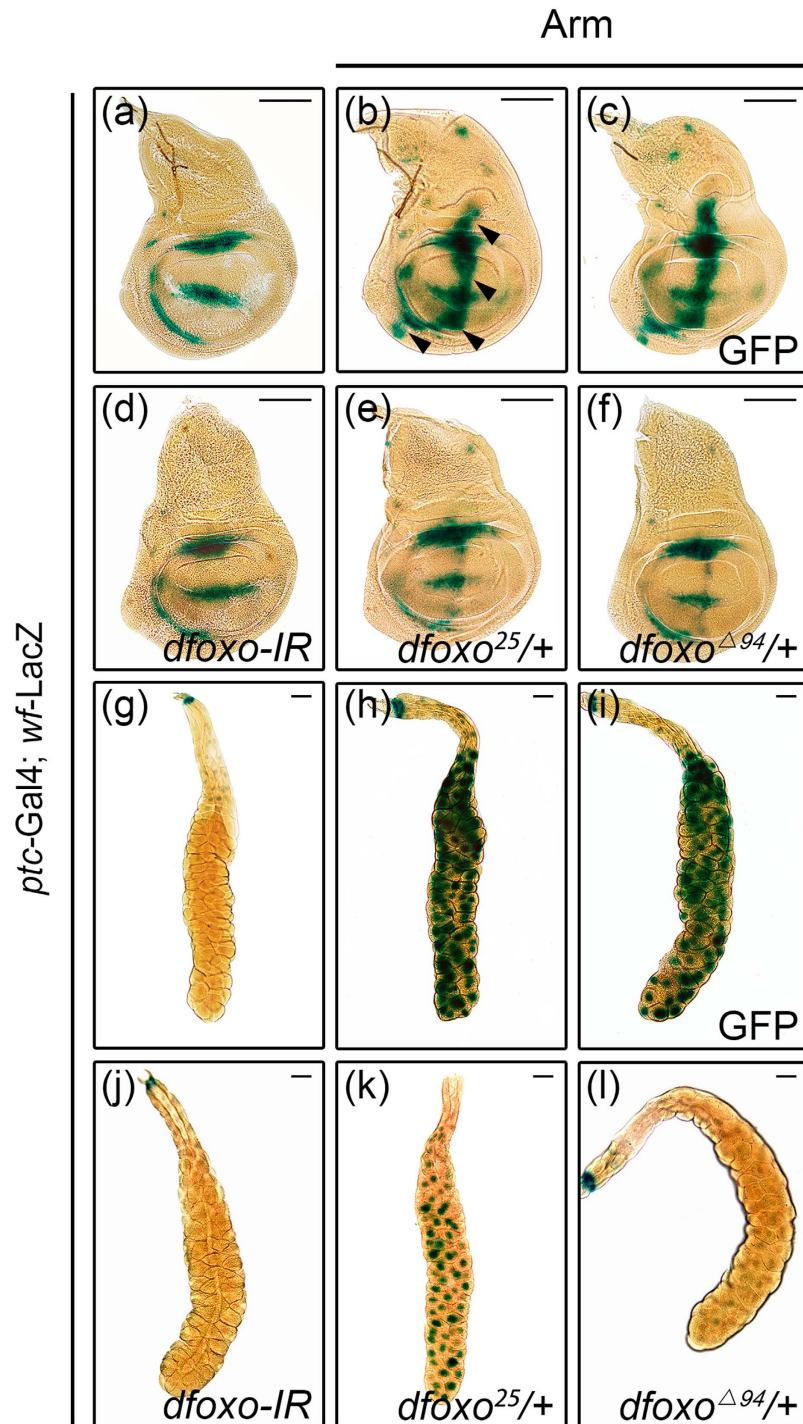 Arm
ptc-Gal4; wf-LacZ
(a)
(b)
(c)
GFP
(d)
dfoxo-IR
(e)
dfoxo²⁵/+
(f)
dfoxo^△94/+
(g)
(h)
(i)
GFP
(j)
dfoxo-IR
(k)
dfoxo²⁵/+
(l)
dfoxo^△94/+